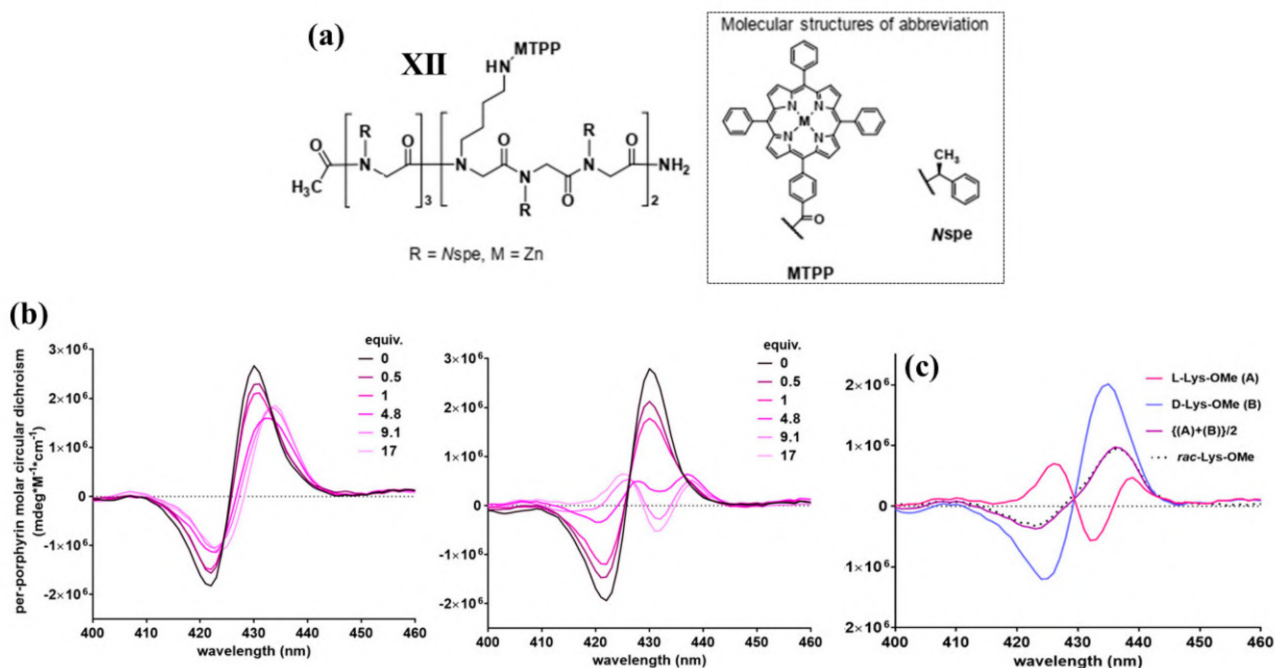 (a)
XII
HN
MTPP
R
R
O
H₃C
N
O
3
N
O
N
R
O
N
O
2
NH₂
R = Nspe, M = Zn
Molecular structures of abbreviation
N
N
M
N
N
O
MTPP
CH₃
Nspe
(b)
per-porphyrin molar circular dichroism
(mdeg*M⁻¹*cm⁻¹)
3×10⁶
2×10⁶
1×10⁶
0
-1×10⁶
-2×10⁶
equiv.
0
0.5
1
4.8
9.1
17
400 410 420 430 440 450 460
wavelength (nm)
3×10⁶
2×10⁶
1×10⁶
0
-1×10⁶
-2×10⁶
equiv.
0
0.5
1
4.8
9.1
17
400 410 420 430 440 450 460
wavelength (nm)
(c)
2×10⁶
1×10⁶
0
1×10⁶
2×10⁶
L-Lys-OMe (A)
D-Lys-OMe (B)
{(A)+(B)}/2
rac-Lys-OMe
400 410 420 430 440 450 460
wavelength (nm)